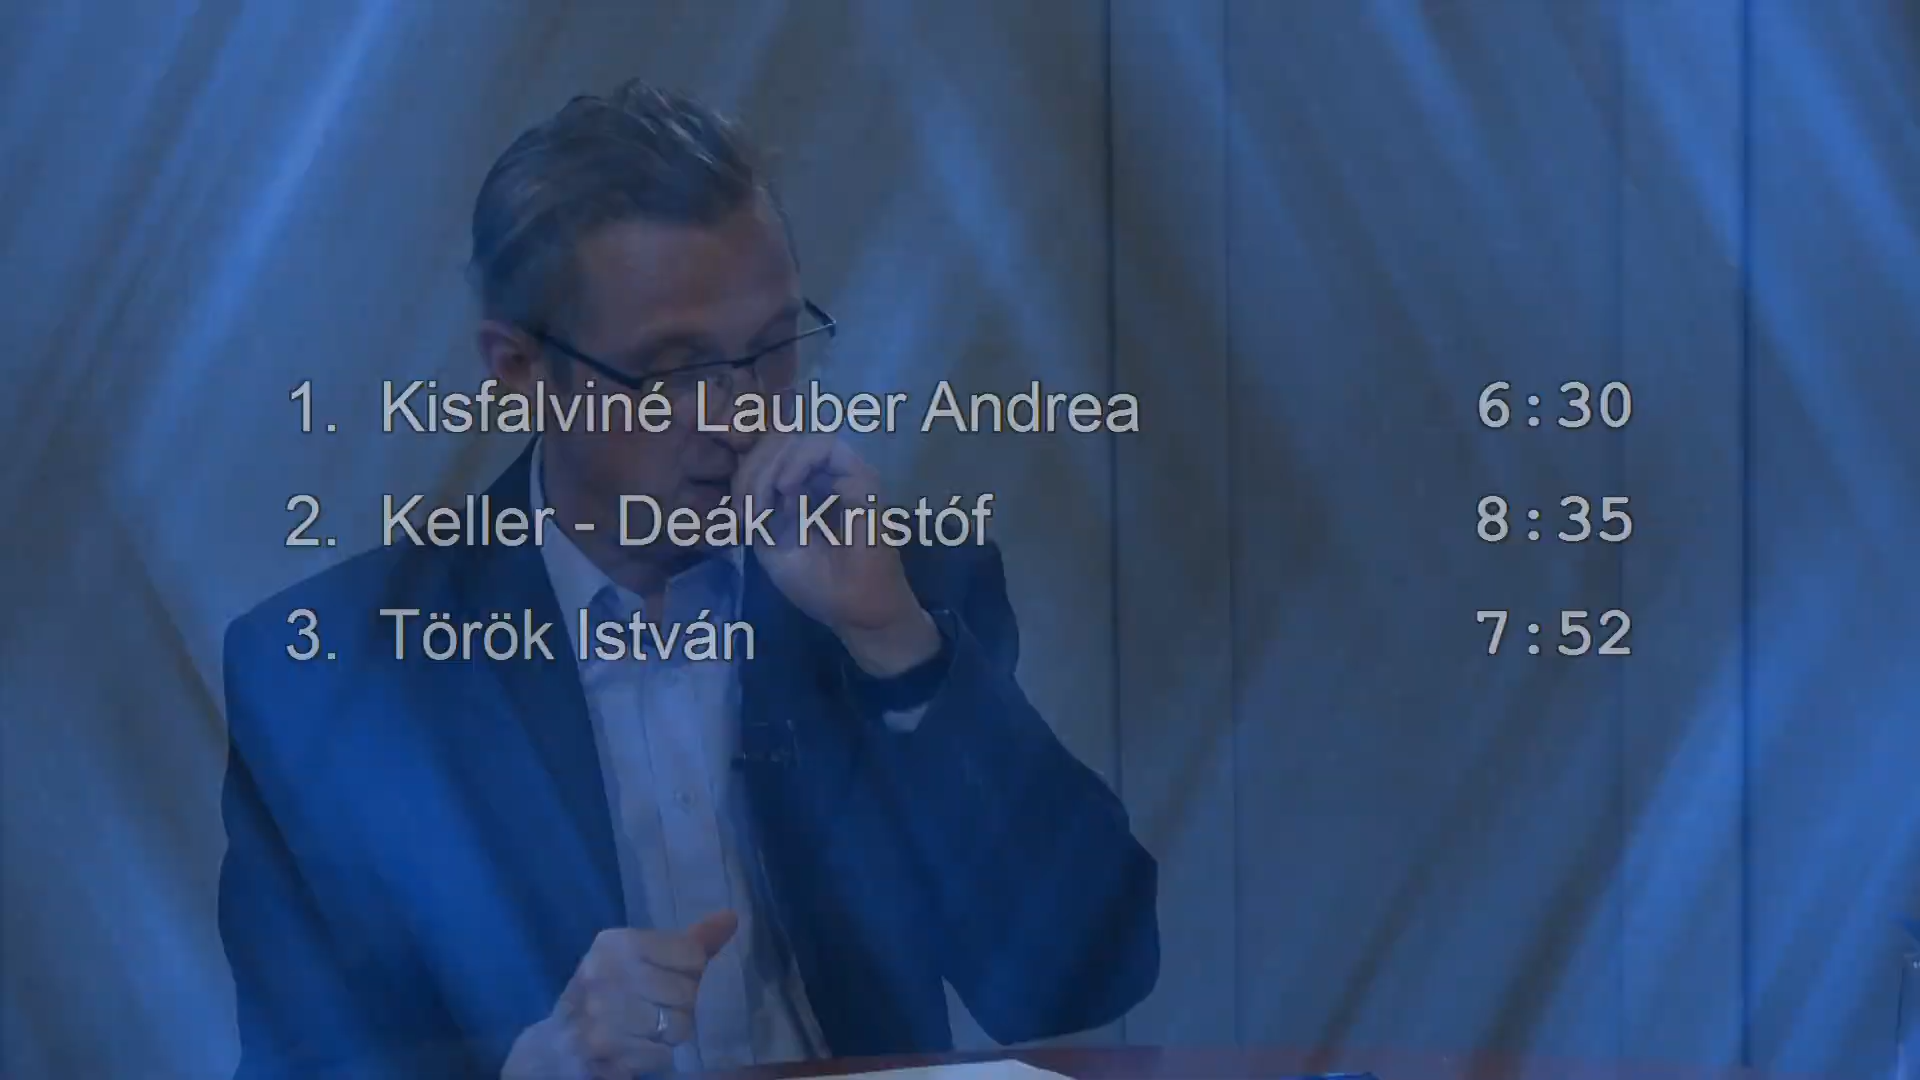 1. Kisfalviné Lauber Andrea 6:30
2. Keller - Deák Kristóf 8:35
3. Török István 7:52